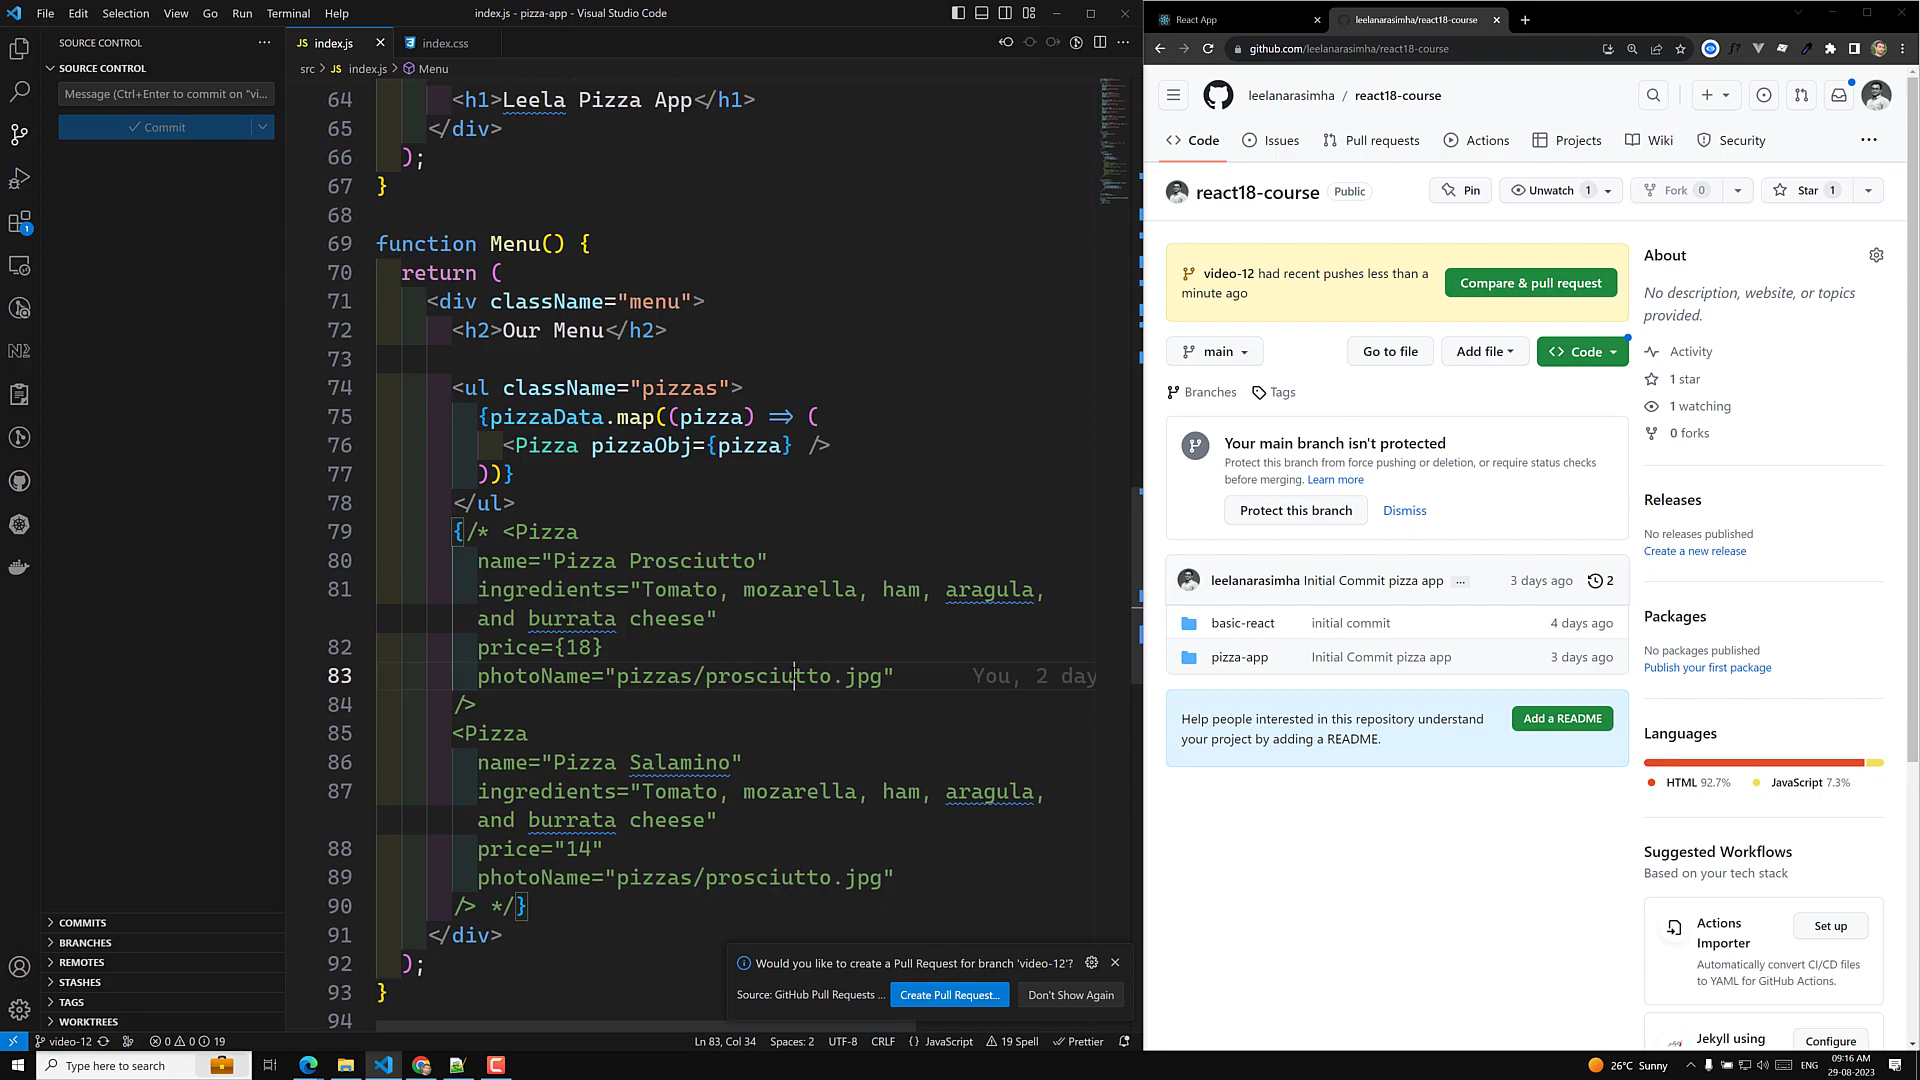 File Edit Selection View Go Run Terminal Help
index.js - pizza-app - Visual Studio Code
SOURCE CONTROL
SOURCE CONTROL
Message (Ctrl+Enter to commit on "vi...
Commit
COMMITS
BRANCHES
REMOTES
STASHES
TAGS
WORKTREES
JS index.js
index.css
src > JS index.js > Menu
64 <h1>Leela Pizza App</h1>
65 </div>
66 );
67 }
68
69 function Menu() {
70 return (
71 <div className="menu">
72 <h2>Our Menu</h2>
73
74 <ul className="pizzas">
75 {pizzaData.map((pizza) => (
76 <Pizza pizzaObj={pizza} />
77 ))}
78 </ul>
79 {/* <Pizza
80 name="Pizza Prosciutto"
81 ingredients="Tomato, mozarella, ham, aragula,
and burrata cheese"
82 price={18}
83 photoName="pizzas/prosciutto.jpg" You, 2 day
84 />
85 <Pizza
86 name="Pizza Salamino"
87 ingredients="Tomato, mozarella, ham, aragula,
and burrata cheese"
88 price="14"
89 photoName="pizzas/prosciutto.jpg"
90 /> */}
91 </div>
92 );
93 }
94
Would you like to create a Pull Request for branch 'video-12'?
Source: GitHub Pull Requests ...
Create Pull Request...
Don't Show Again
video-12
0 0 19
Ln 83, Col 34
Spaces: 2
UTF-8
CRLF
{} JavaScript
19 Spell
Prettier
React App
leelanarasimha/react18-course
github.com/leelanarasimha/react18-course
leelanarasimha / react18-course
Code
Issues
Pull requests
Actions
Projects
Wiki
Security
react18-course Public
Pin
Unwatch 1
Fork 0
Star 1
video-12 had recent pushes less than a
minute ago
Compare & pull request
main
Go to file
Add file
Code
Branches
Tags
Your main branch isn't protected
Protect this branch from force pushing or deletion, or require status checks
before merging. Learn more
Protect this branch
Dismiss
leelanarasimha Initial Commit pizza app ... 3 days ago 2
basic-react initial commit 4 days ago
pizza-app Initial Commit pizza app 3 days ago
Help people interested in this repository understand
your project by adding a README.
Add a README
About
No description, website, or topics
provided.
Activity
1 star
1 watching
0 forks
Releases
No releases published
Create a new release
Packages
No packages published
Publish your first package
Languages
HTML 92.7%
JavaScript 7.3%
Suggested Workflows
Based on your tech stack
Actions
Importer
Set up
Automatically convert CI/CD files
to YAML for GitHub Actions.
Jekyll using
Configure
Type here to search
26°C Sunny
ENG
09:16 AM
29-08-2023